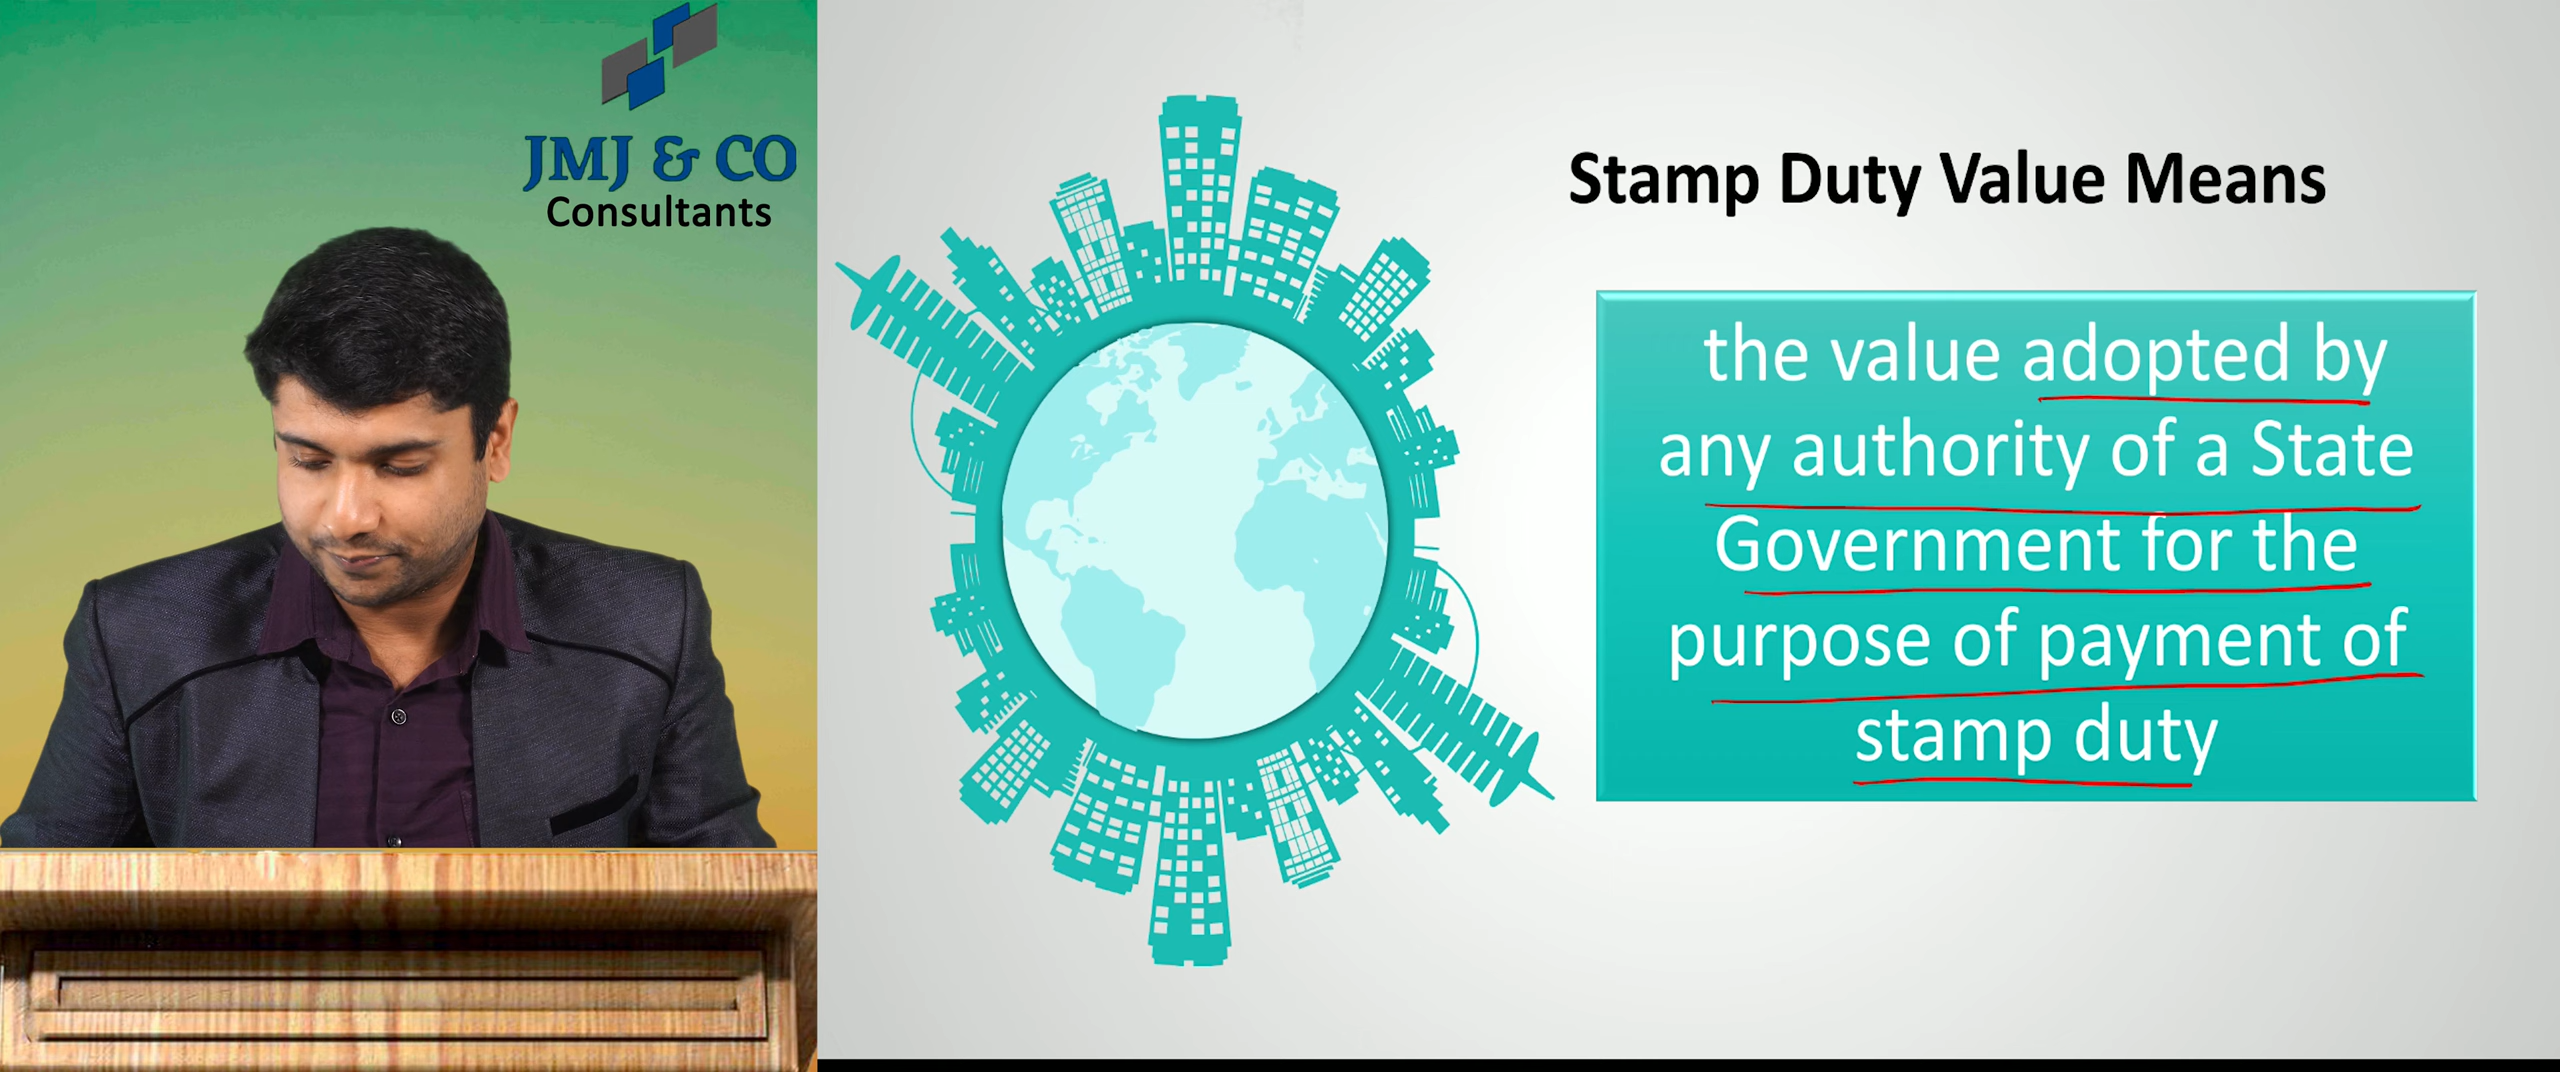 JMJ & CO
Consultants
Stamp Duty Value Means
the value adopted by
any authority of a State
Government for the
purpose of payment of
stamp duty